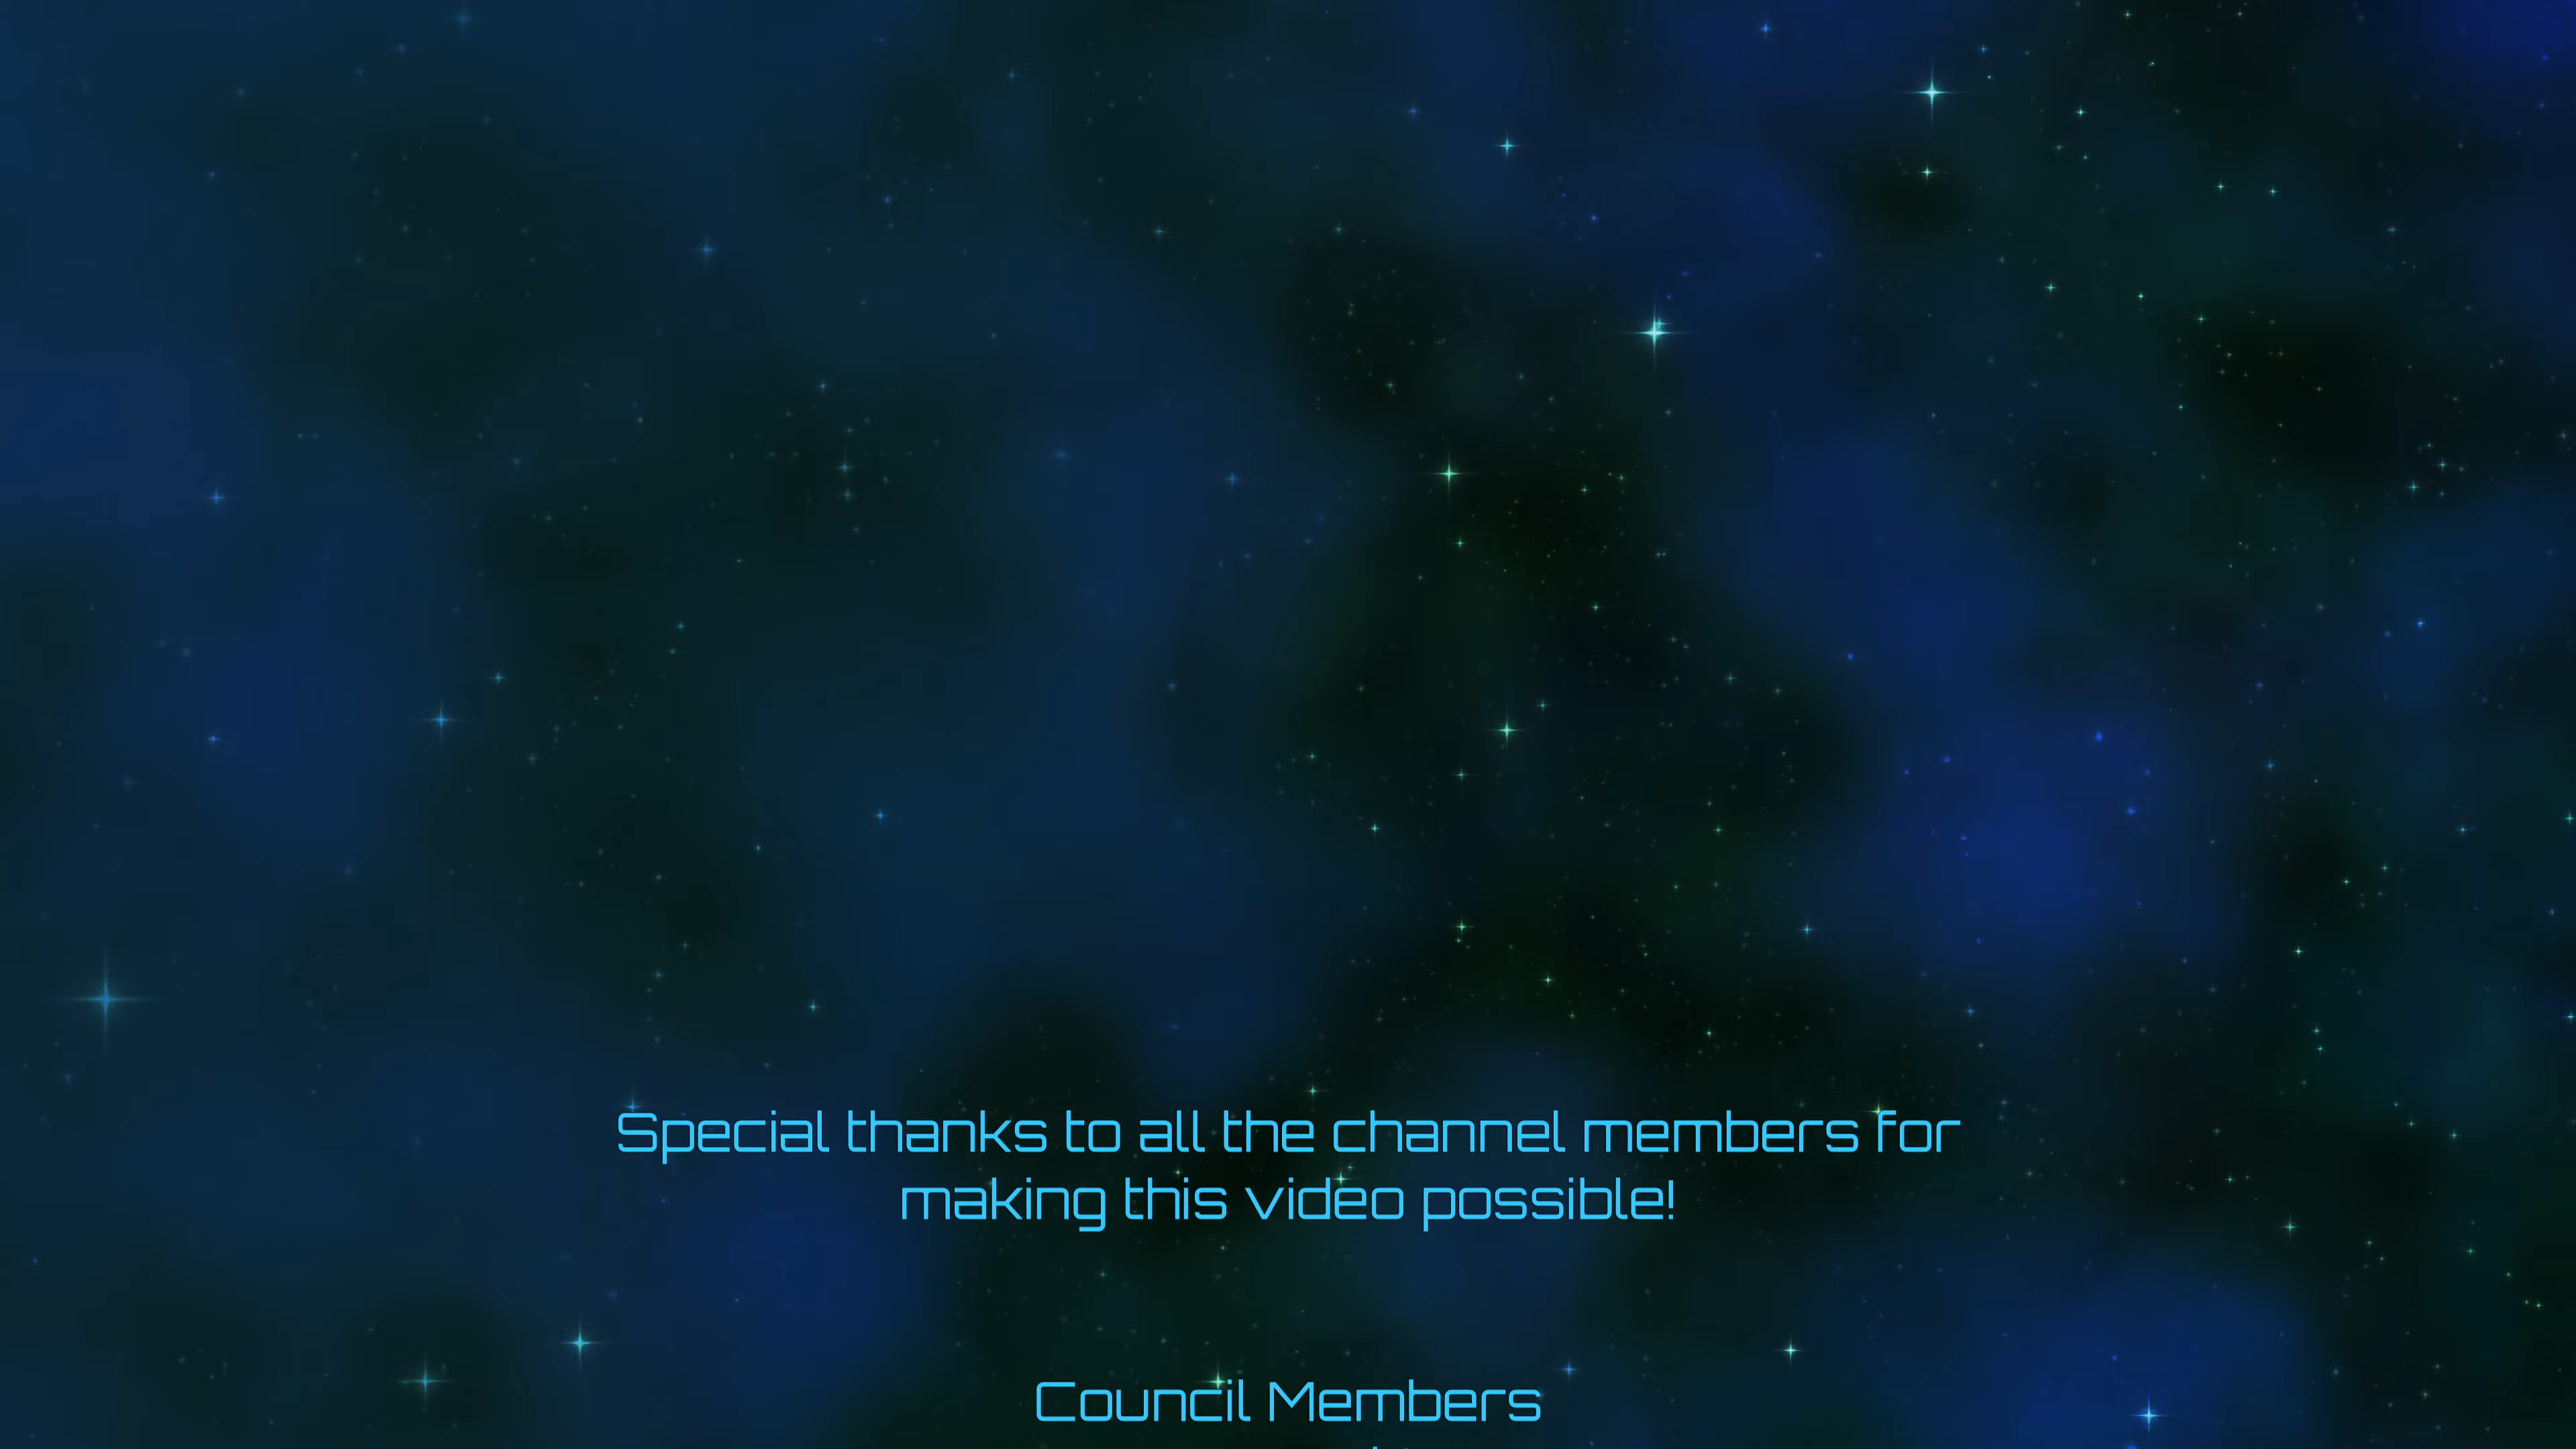 Special thanks to all the channel members for
making this video possible!
Council Members